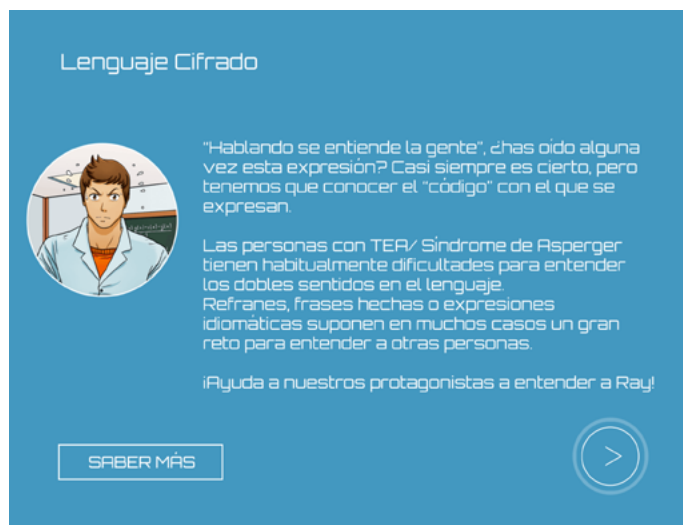 Lenguaje Cifrado
"Hablando se entiende la gente", ¿has oido alguna
vez esta expresión? Casi siempre es cierto, pero
tenemos que conocer el "código" con el que se
expresan.
Las personas con TEA/ Síndrome de Asperger
tienen habitualmente dificultades para entender
los dobles sentidos en el lenguaje.
Refranes, frases hechas o expresiones
idiomáticas suponen en muchos casos un gran
reto para entender a otras personas.
¡Ayuda a nuestros protagonistas a entender a Ray!
SABER MÁS
>